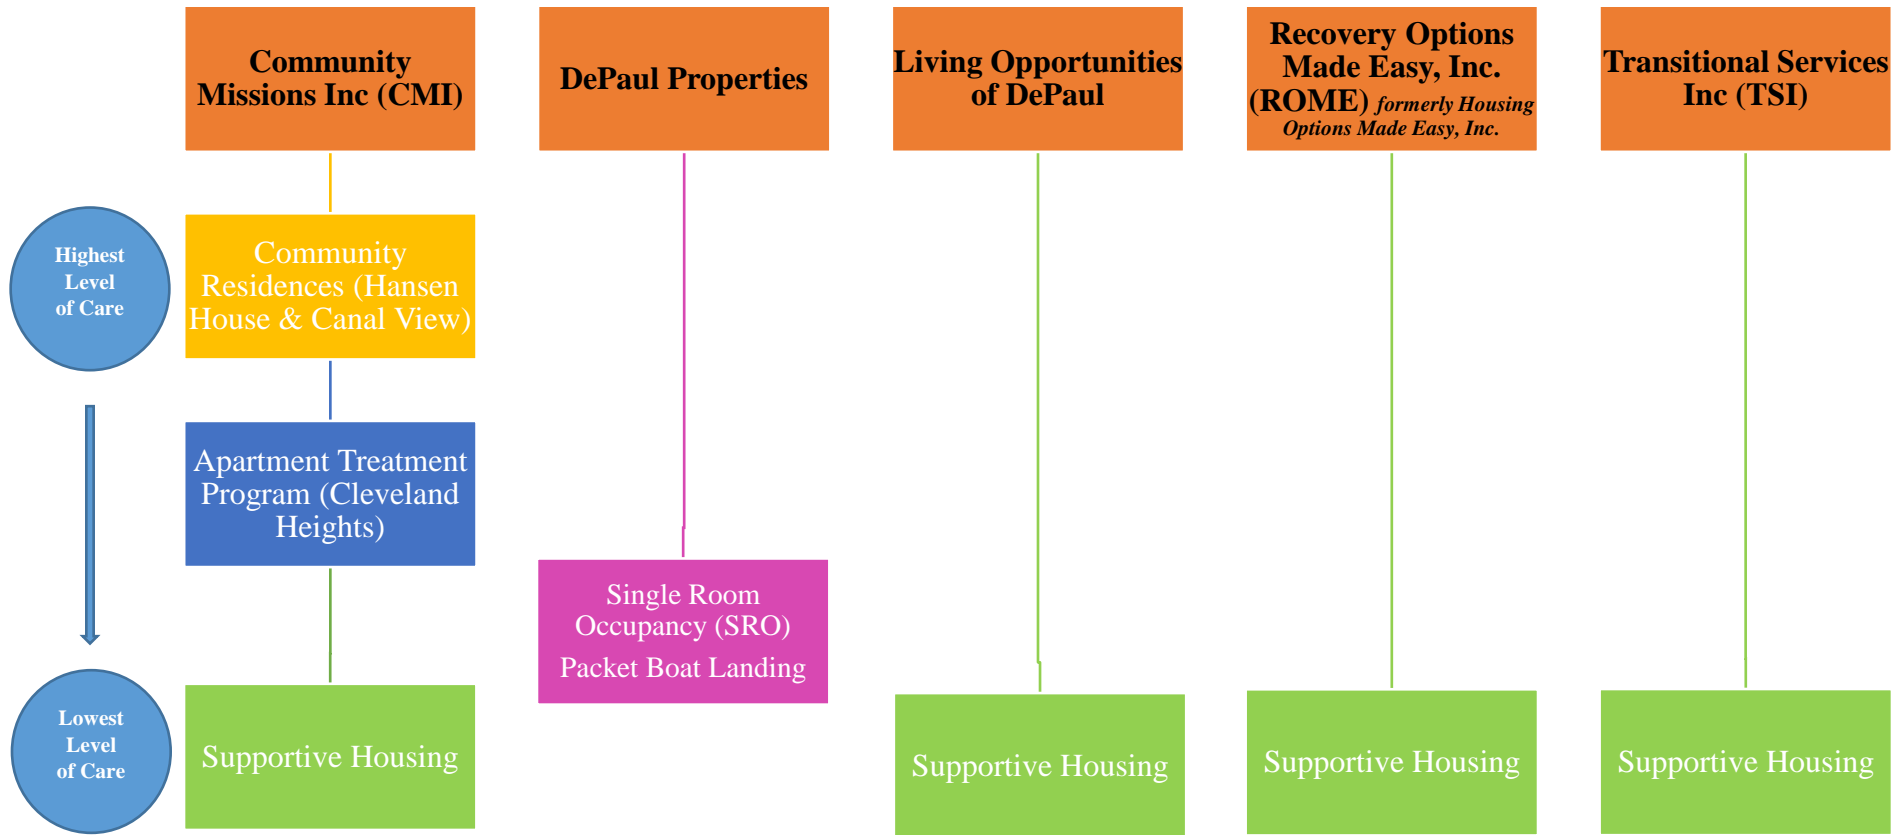 Community
Missions Inc (CMI)
DePaul Properties
Living Opportunities
of DePaul
Recovery Options
Made Easy, Inc.
(ROME) formerly Housing
Options Made Easy, Inc.
Transitional Services
Inc (TSI)
Highest
Level
of Care
Community
Residences (Hansen
House & Canal View)
Apartment Treatment
Program (Cleveland
Heights)
Single Room
Occupancy (SRO)
Packet Boat Landing
Lowest
Level
of Care
Supportive Housing
Supportive Housing
Supportive Housing
Supportive Housing